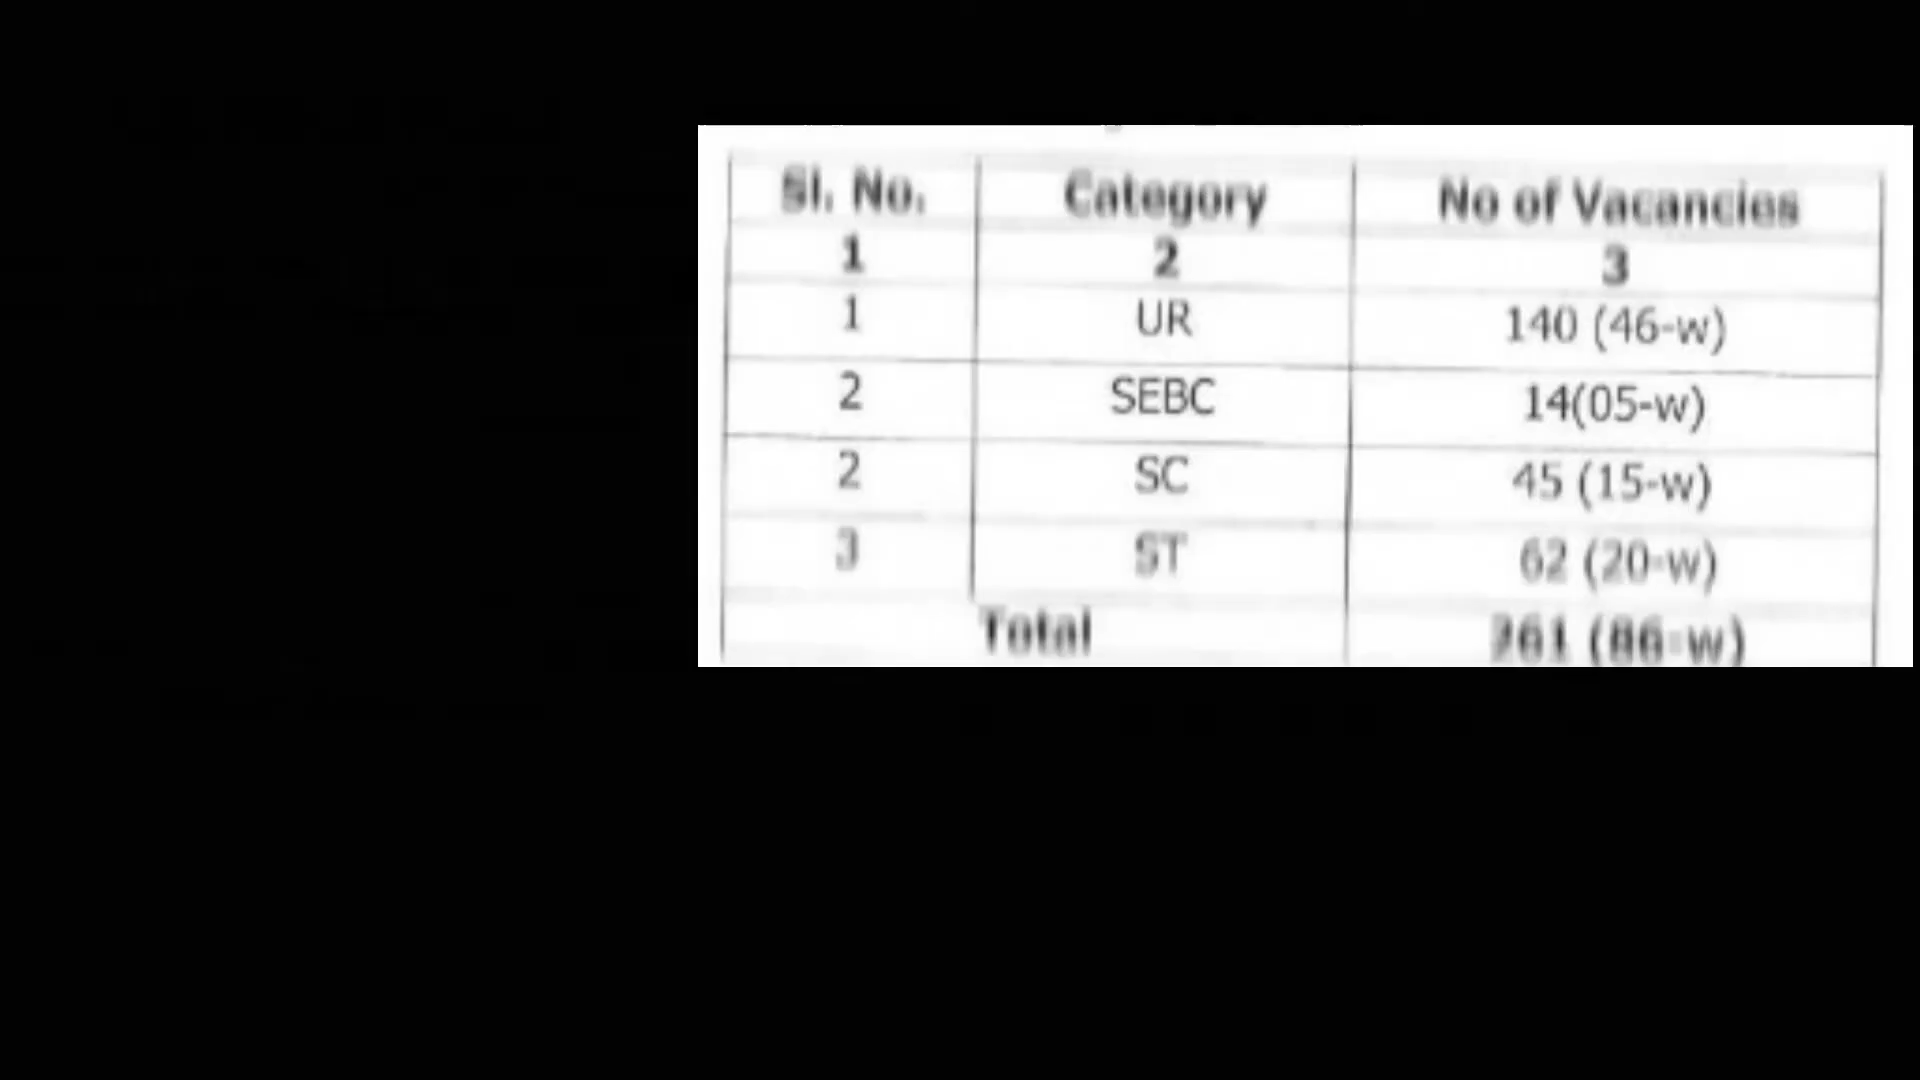 Sl. No. Category No of Vacancies
1 2 3
1 UR 140 (46-w)
2 SEBC 14(05-w)
2 SC 45 (15-w)
3 ST 62 (20-w)
Total 261 (86-w)